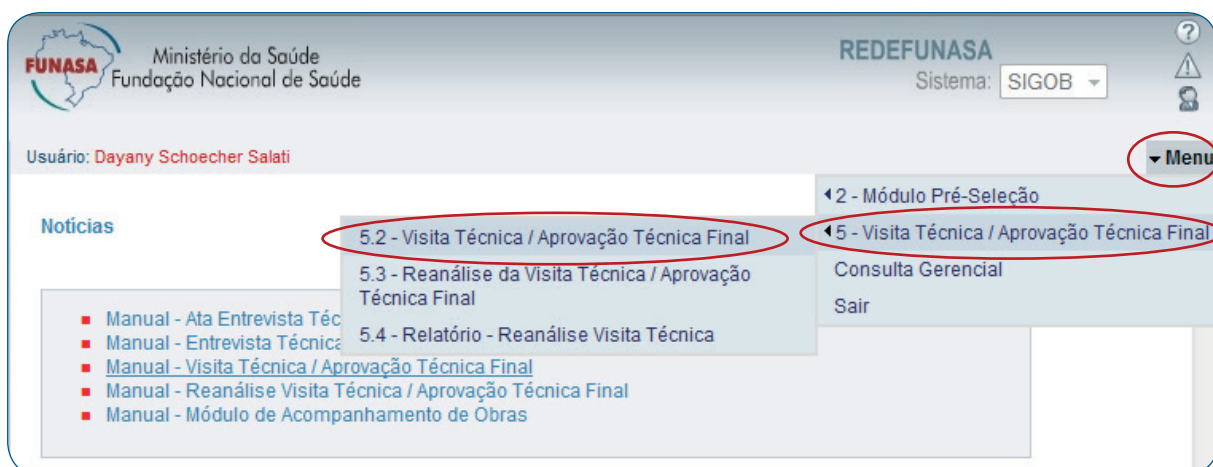 FUNASA
Ministério da Saúde
Fundação Nacional de Saúde
REDEFUNASA
Sistema: SIGOB
?
Usuário: Dayany Schoecher Salati
Menu
2 - Módulo Pré-Seleção
5 - Visita Técnica / Aprovação Técnica Final
Consulta Gerencial
Sair
5.2 - Visita Técnica / Aprovação Técnica Final
5.3 - Reanálise da Visita Técnica / Aprovação
Técnica Final
5.4 - Relatório - Reanálise Visita Técnica
Notícias
Manual - Ata Entrevista Téc
Manual - Entrevista Técnica
Manual - Visita Técnica / Aprovação Técnica Final
Manual - Reanálise Visita Técnica / Aprovação Técnica Final
Manual - Módulo de Acompanhamento de Obras